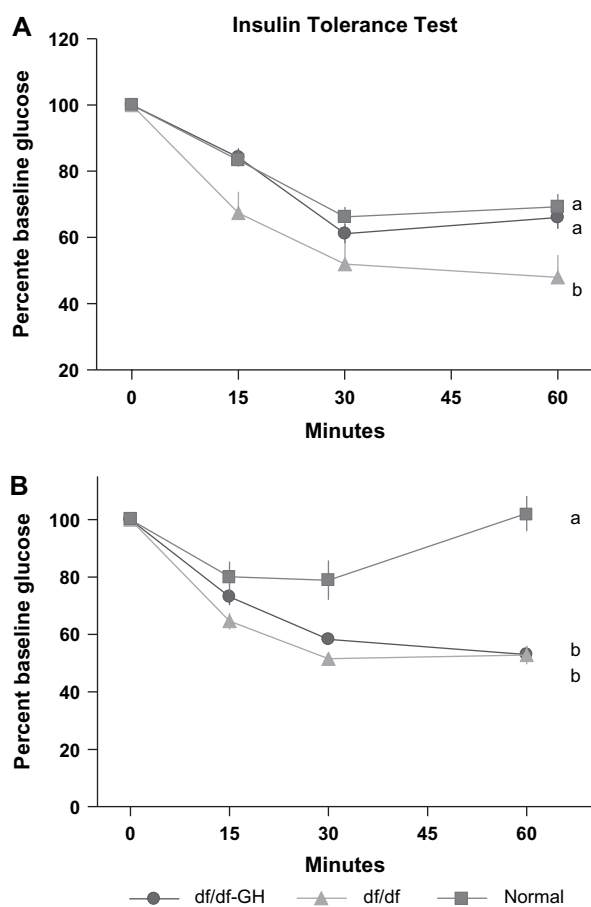 A
Insulin Tolerance Test
Percente baseline glucose
120
100
80
60
40
20
a
a
b
0 15 30 45 60
Minutes
B
Percent baseline glucose
100
80
60
40
20
0
a
b
b
0 15 30 45 60
Minutes
df/df-GH df/df Normal